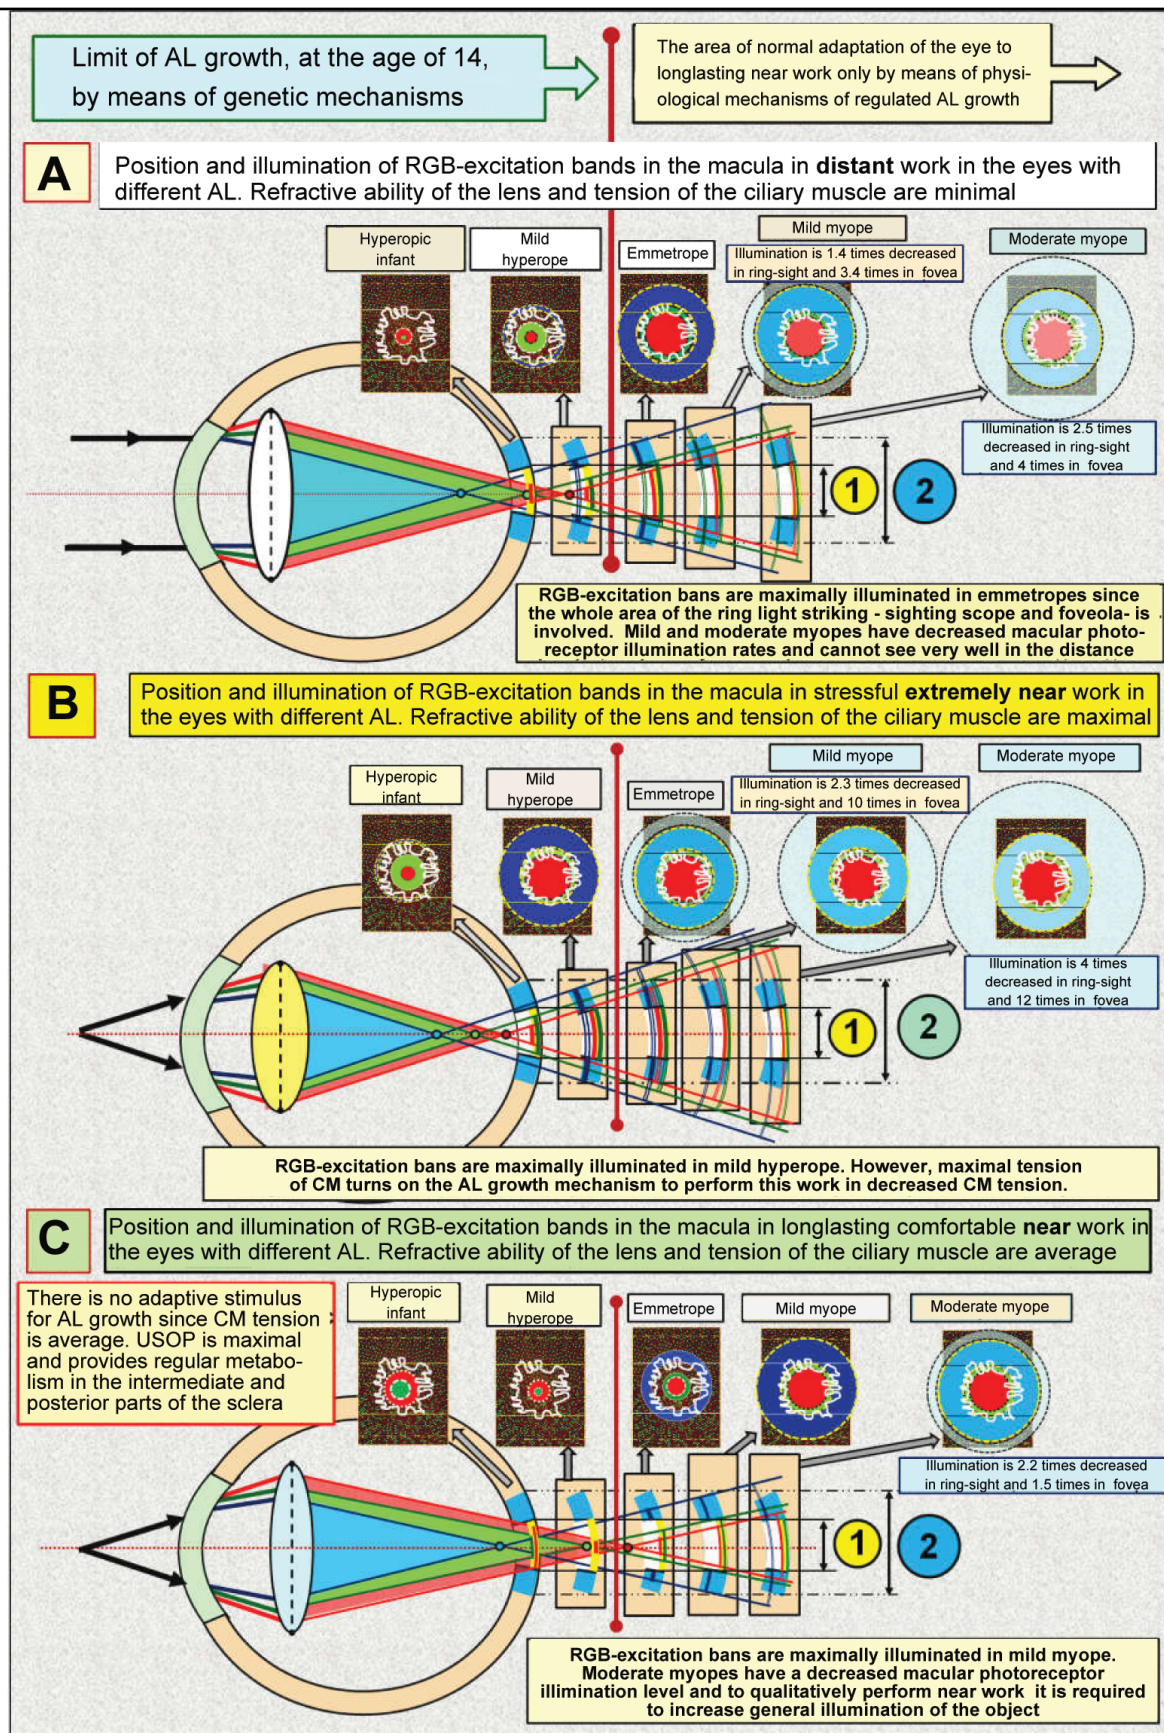 Limit of AL growth, at the age of 14,
by means of genetic mechanisms
The area of normal adaptation of the eye to
longlasting near work only by means of physi-
ological mechanisms of regulated AL growth
A
Position and illumination of RGB-excitation bands in the macula in distant work in the eyes with
different AL. Refractive ability of the lens and tension of the ciliary muscle are minimal
Hyperopic
infant
Mild
hyperope
Emmetrope
Mild myope
Illumination is 1.4 times decreased
in ring-sight and 3.4 times in fovea
Moderate myope
Illumination is 2.5 times
decreased in ring-sight
and 4 times in fovea
1
2
RGB-excitation bans are maximally illuminated in emmetropes since
the whole area of the ring light striking - sighting scope and foveola- is
involved. Mild and moderate myopes have decreased macular photo-
receptor illumination rates and cannot see very well in the distance
B
Position and illumination of RGB-excitation bands in the macula in stressful extremely near work in
the eyes with different AL. Refractive ability of the lens and tension of the ciliary muscle are maximal
Hyperopic
infant
Mild
hyperope
Emmetrope
Mild myope
Illumination is 2.3 times decreased
in ring-sight and 10 times in fovea
Moderate myope
Illumination is 4 times
decreased in ring-sight
and 12 times in fovea
1
2
RGB-excitation bans are maximally illuminated in mild hyperope. However, maximal tension
of CM turns on the AL growth mechanism to perform this work in decreased CM tension.
C
Position and illumination of RGB-excitation bands in the macula in longlasting comfortable near work in
the eyes with different AL. Refractive ability of the lens and tension of the ciliary muscle are average
There is no adaptive stimulus
for AL growth since CM tension
is average. USOP is maximal
and provides regular metabo-
lism in the intermediate and
posterior parts of the sclera
Hyperopic
infant
Mild
hyperope
Emmetrope
Mild myope
Moderate myope
Illumination is 2.2 times decreased
in ring-sight and 1.5 times in fovea
1
2
RGB-excitation bans are maximally illuminated in mild myope.
Moderate myopes have a decreased macular photoreceptor
illimination level and to qualitatively perform near work it is required
to increase general illumination of the object